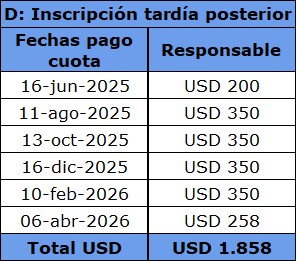 D: Inscripción tardía posterior
Fechas pago cuota Responsable
16-jun-2025 USD 200
11-ago-2025 USD 350
13-oct-2025 USD 350
16-dic-2025 USD 350
10-feb-2026 USD 350
06-abr-2026 USD 258
Total USD USD 1.858